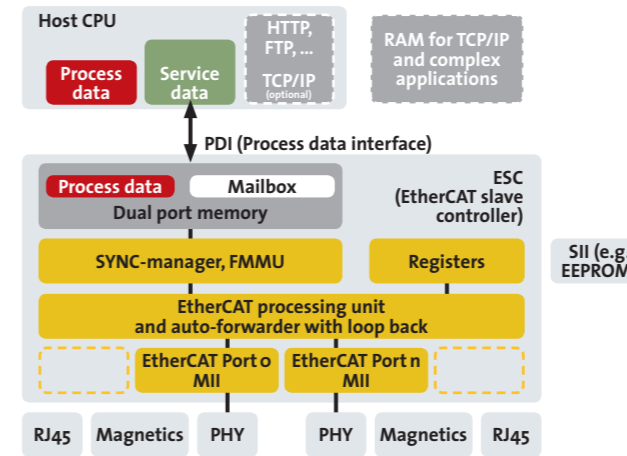 Host CPU
Process
data
Service
data
HTTP,
FTP, ...
TCP/IP
(optional)
RAM for TCP/IP
and complex
applications
PDI (Process data interface)
Process data
Mailbox
Dual port memory
ESC
(EtherCAT slave
controller)
SYNC-manager, FMMU
Registers
SII (e.g.
EEPROM
EtherCAT processing unit
and auto-forwarder with loop back
EtherCAT Port 0
MII
EtherCAT Port n
MII
RJ45
Magnetics
PHY
PHY
Magnetics
RJ45